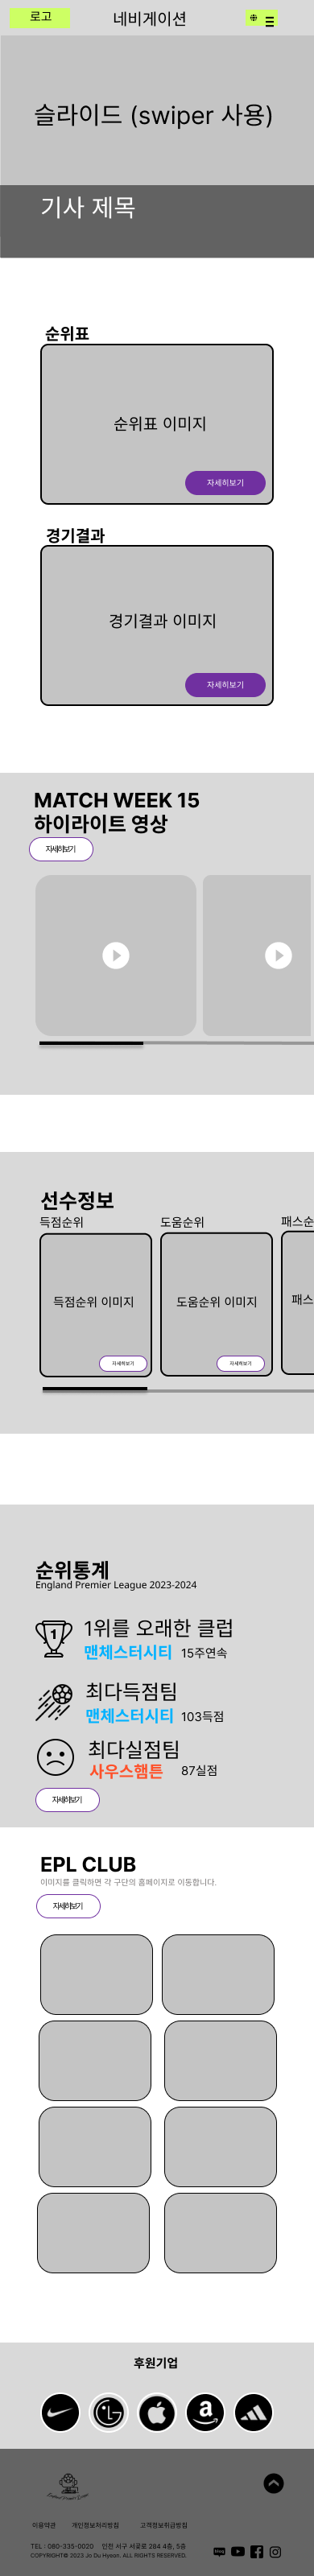 로고
네비게이션
슬라이드 (swiper 사용)
기사 제목
순위표
순위표 이미지
자세히보기
경기결과
경기결과 이미지
자세히보기
MATCH WEEK 15
하이라이트 영상
자세히보기
선수정보
득점순위
도움순위
패스순
득점순위 이미지
도움순위 이미지
패스
자세히보기
자세히보기
순위통계
England Premier League 2023-2024
1위를 오래한 클럽
맨체스터시티 15주연속
최다득점팀
맨체스터시티 103득점
최다실점팀
사우스햄튼 87실점
자세히보기
EPL CLUB
이미지를 클릭하면 각 구단의 홈페이지로 이동합니다.
자세히보기
후원기업
LG
이용약관 개인정보처리방침 고객정보취급방침
TEL : 080-335-0020 인천 서구 서곶로 284 4층, 5층
COPYRIGHT© 2023 Jo Gu Hyeon. ALL RIGHTS RESERVED.